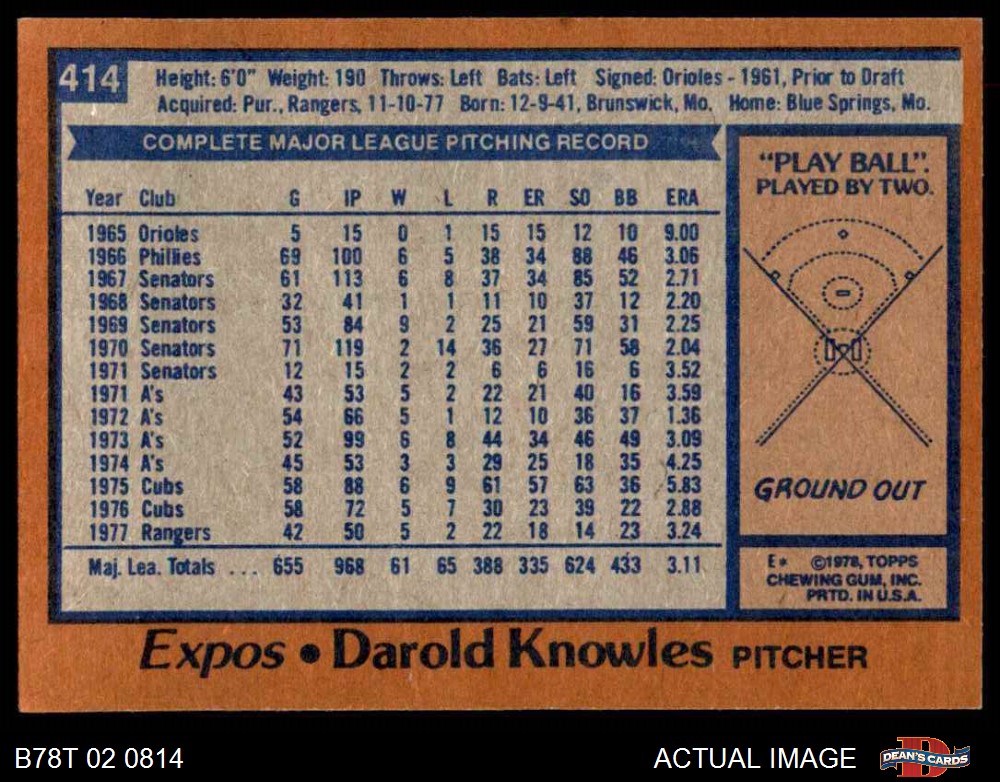 414
Height: 6'0" Weight: 190 Throws: Left Bats: Left Signed: Orioles - 1961, Prior to Draft
Acquired: Pur., Rangers, 11-10-77 Born: 12-9-41, Brunswick, Mo. Home: Blue Springs, Mo.
COMPLETE MAJOR LEAGUE PITCHING RECORD
Year Club G IP W L R ER SO BB ERA
1965 Orioles 5 15 0 1 15 15 12 10 9.00
1966 Phillies 69 100 6 5 38 34 88 46 3.06
1967 Senators 61 113 6 8 37 34 85 52 2.71
1968 Senators 32 41 1 1 11 10 37 12 2.20
1969 Senators 53 84 9 2 25 21 59 31 2.25
1970 Senators 71 119 2 14 36 27 71 58 2.04
1971 Senators 12 15 2 2 6 6 16 6 3.52
1971 A's 43 53 5 2 22 21 40 16 3.59
1972 A's 54 66 5 1 12 10 36 37 1.36
1973 A's 52 99 6 8 44 34 46 49 3.09
1974 A's 45 53 3 3 29 25 18 35 4.25
1975 Cubs 58 88 6 9 61 57 63 36 5.83
1976 Cubs 58 72 5 7 30 23 39 22 2.88
1977 Rangers 42 50 5 2 22 18 14 23 3.24
Maj. Lea. Totals ... 655 968 61 65 388 335 624 433 3.11
"PLAY BALL".
PLAYED BY TWO.
GROUND OUT
E* ©1978, TOPPS
CHEWING GUM, INC.
PRTD. IN U.S.A.
Expos • Darold Knowles PITCHER
B78T 02 0814
ACTUAL IMAGE
DEAN'S CARDS